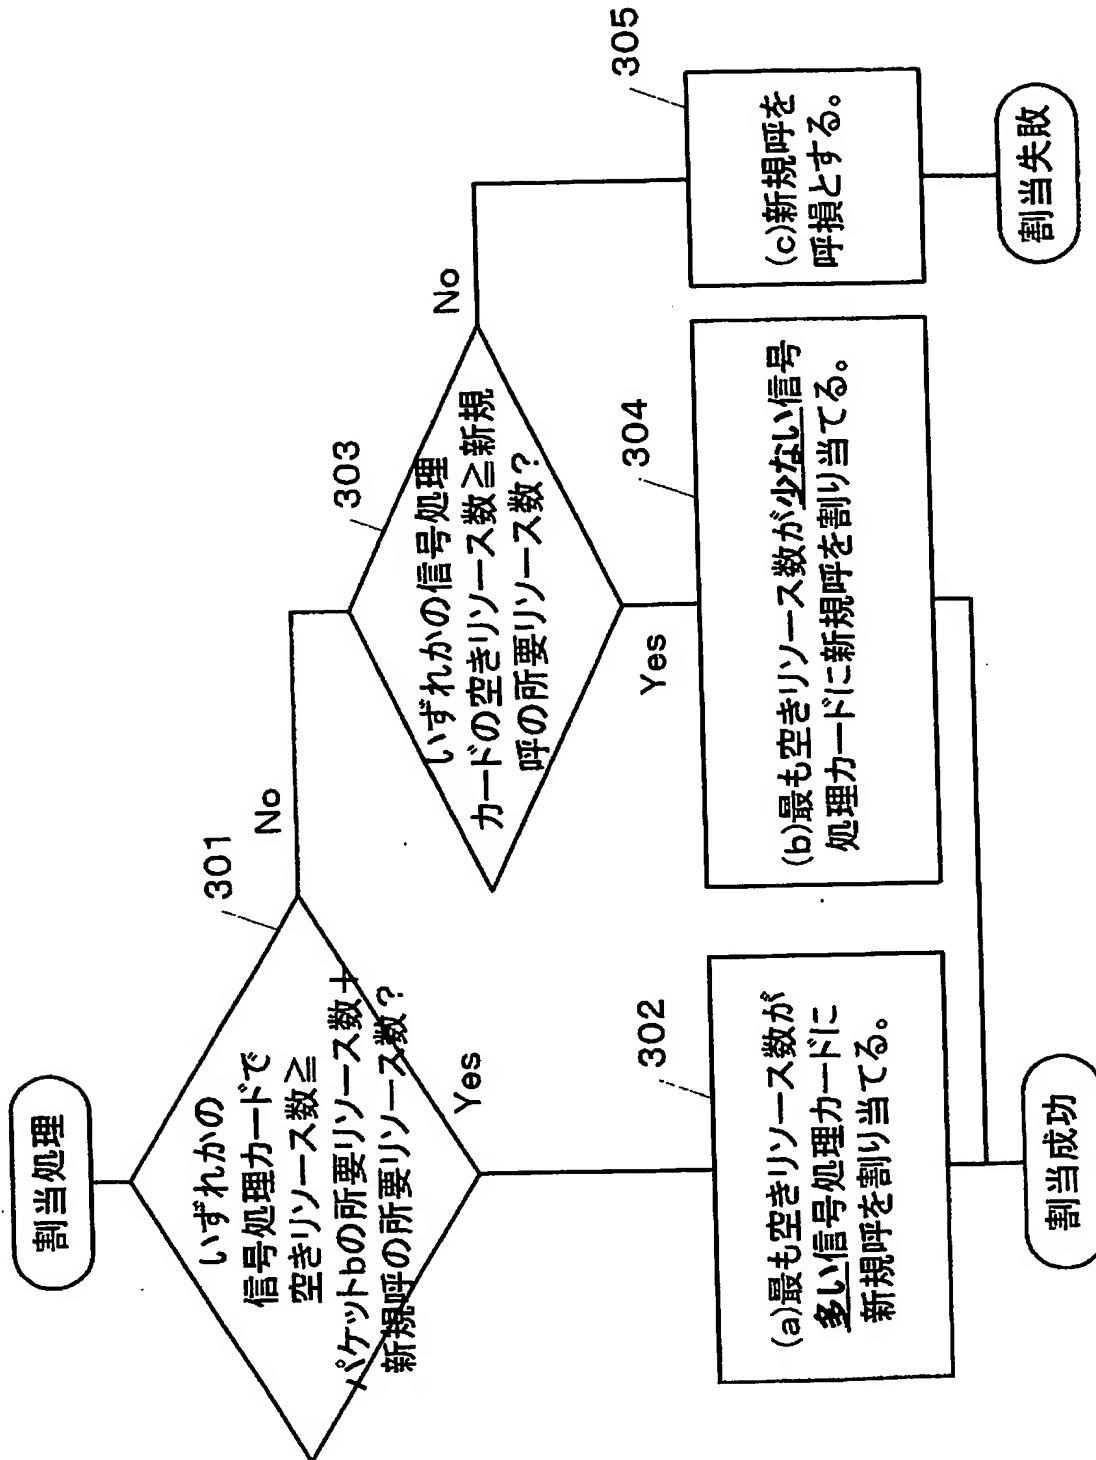 割当処理
301
いずれかの
信号処理カードで
空きリソース数≧
パケットbの所要リソース数＋
新規呼の所要リソース数？
No
Yes
302
(a)最も空きリソース数が
多い信号処理カードに
新規呼を割り当てる。
303
いずれかの信号処理
カードの空きリソース数≧新規
呼の所要リソース数？
No
Yes
304
(b)最も空きリソース数が少ない信号
処理カードに新規呼を割り当てる。
305
(c)新規呼を
呼損とする。
割当成功
割当失敗